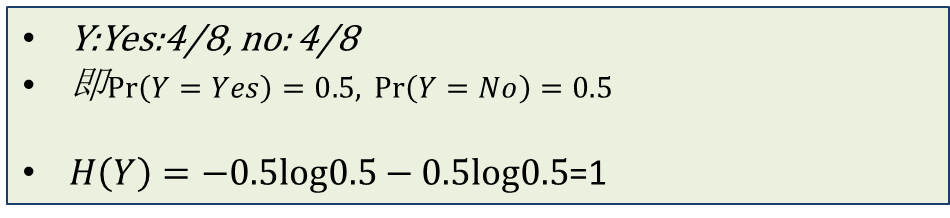 • Y:Yes:4/8, no: 4/8
• 即Pr(Y = Yes) = 0.5, Pr(Y = No) = 0.5
• H(Y) = −0.5log0.5 − 0.5log0.5=1